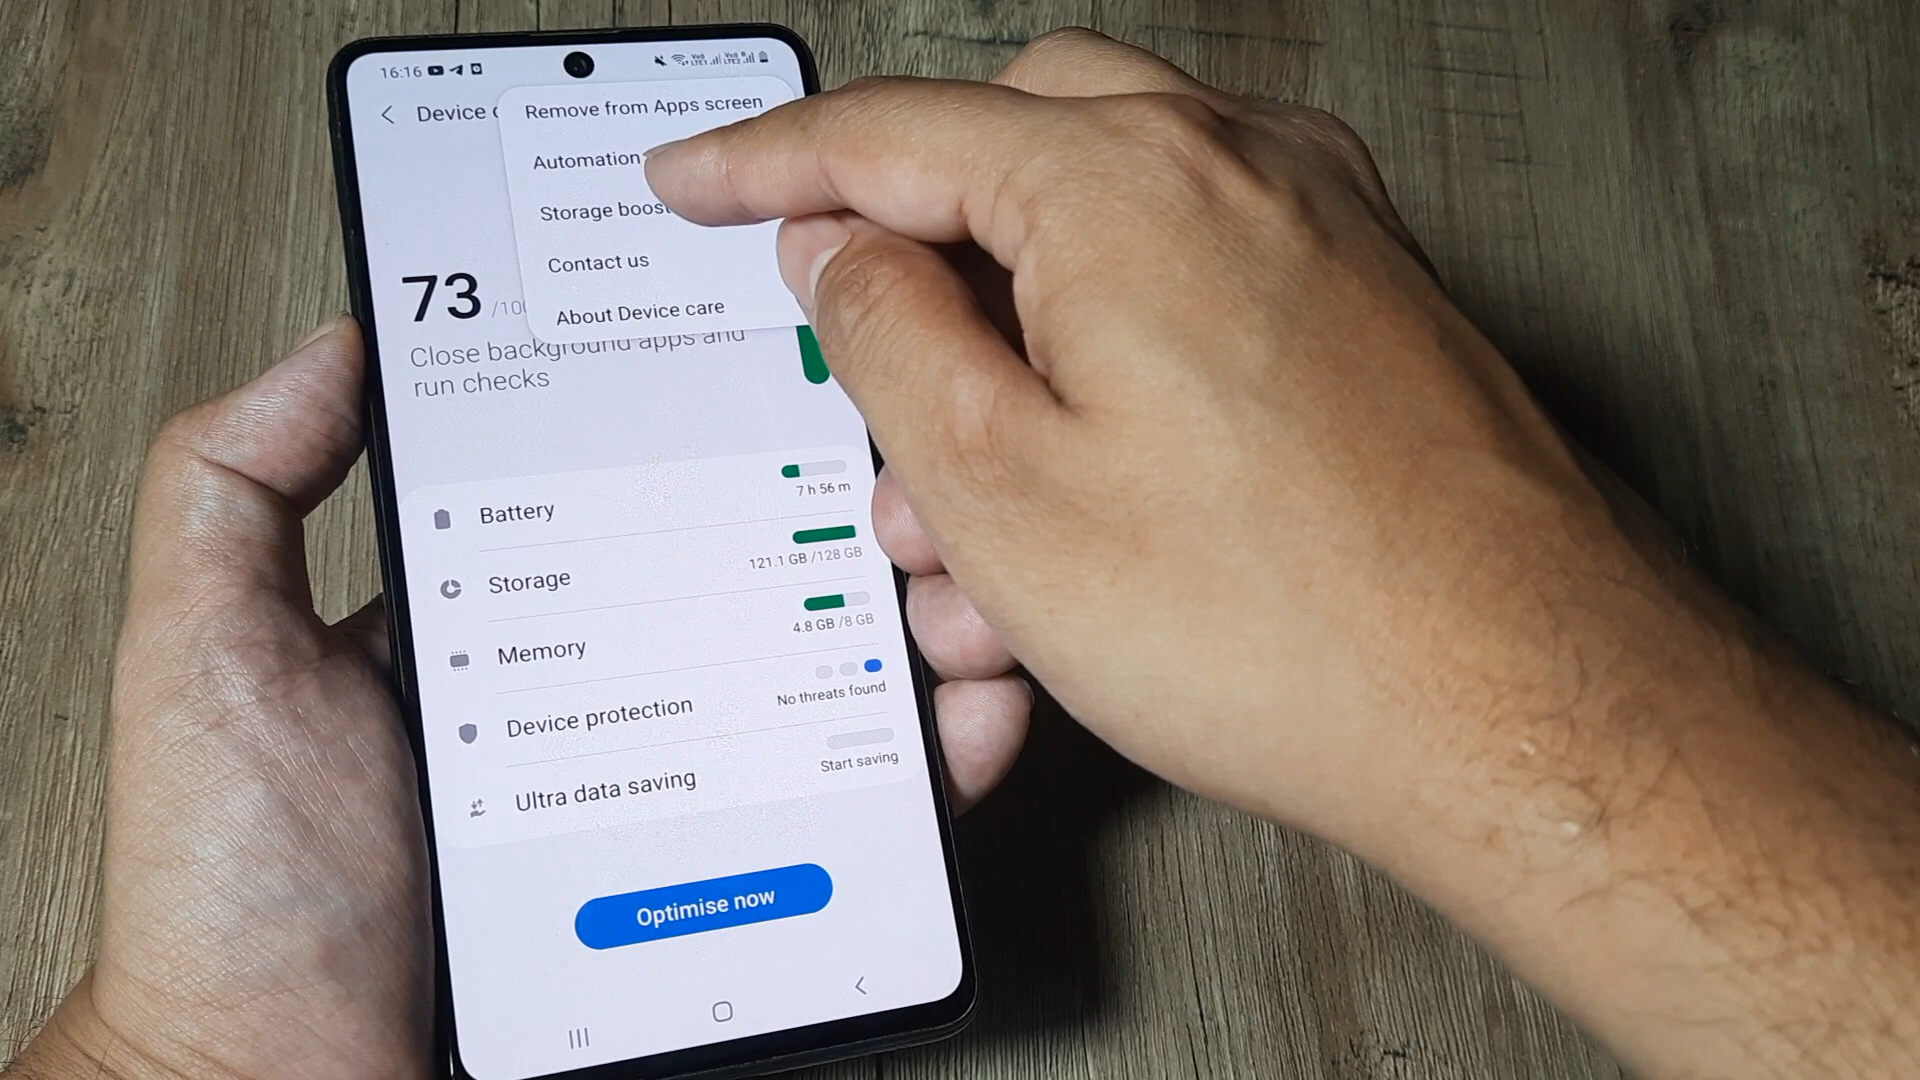 16:16
Device
Remove from Apps screen
Automation
Storage boost
Contact us
About Device care
73 /100
Close background apps and
run checks
Battery
7 h 56 m
Storage
121.1 GB /128 GB
Memory
4.8 GB /8 GB
Device protection
No threats found
Ultra data saving
Start saving
Optimise now